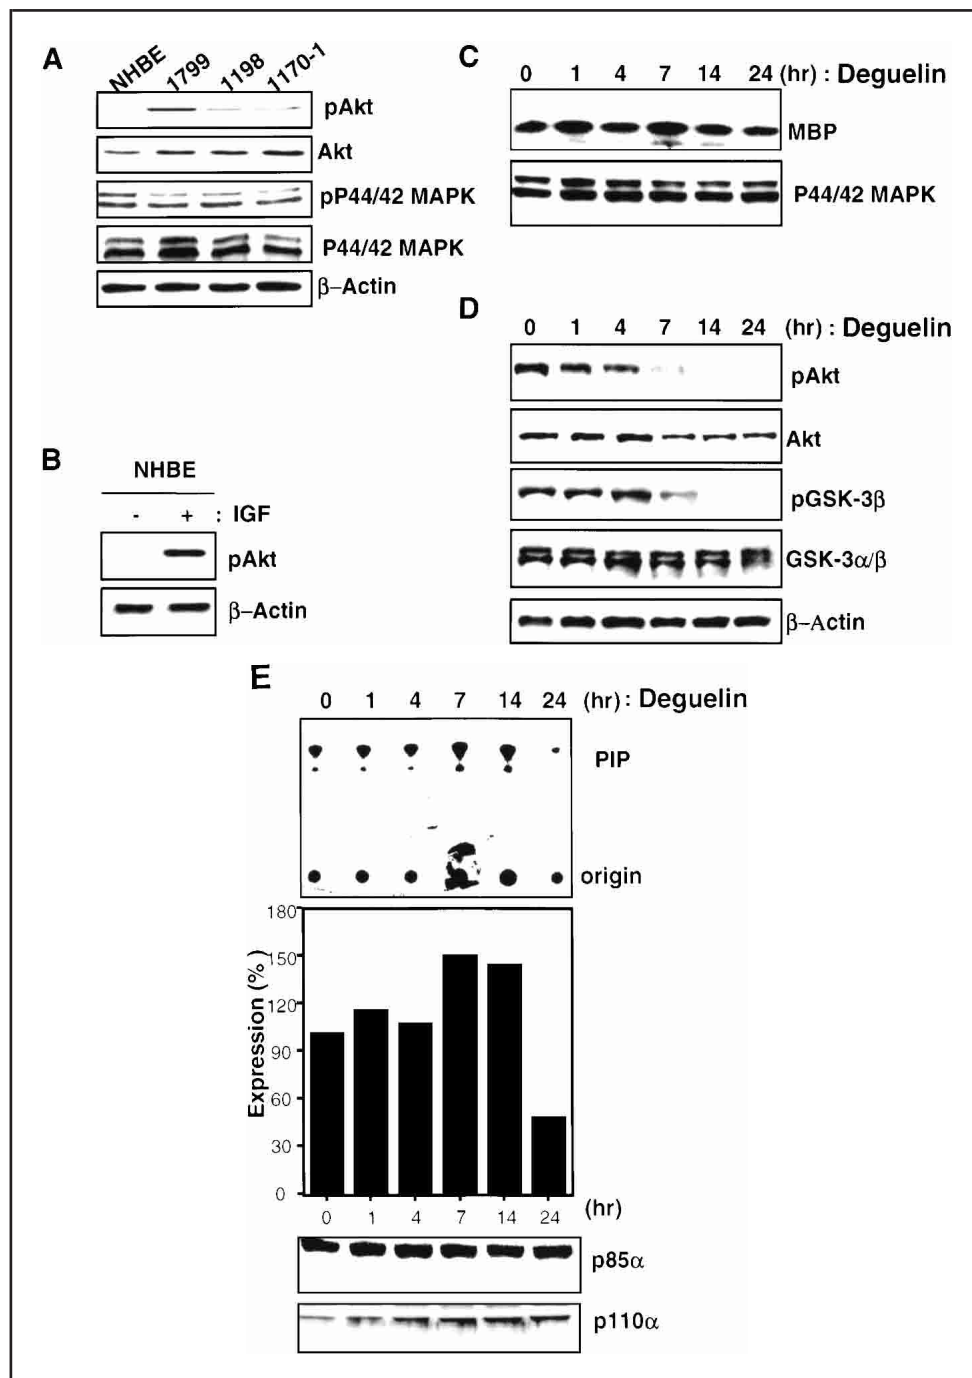 A
NHBE 1799 1198 1170-1
pAkt
Akt
pP44/42 MAPK
P44/42 MAPK
β–Actin
B
NHBE
- + : IGF
pAkt
β–Actin
C
0 1 4 7 14 24 (hr) : Deguelin
MBP
P44/42 MAPK
D
0 1 4 7 14 24 (hr) : Deguelin
pAkt
Akt
pGSK-3β
GSK-3α/β
β–Actin
E
0 1 4 7 14 24 (hr) : Deguelin
PIP
origin
Expression (%)
180
150
120
90
60
30
0
0 1 4 7 14 24 (hr)
p85α
p110α